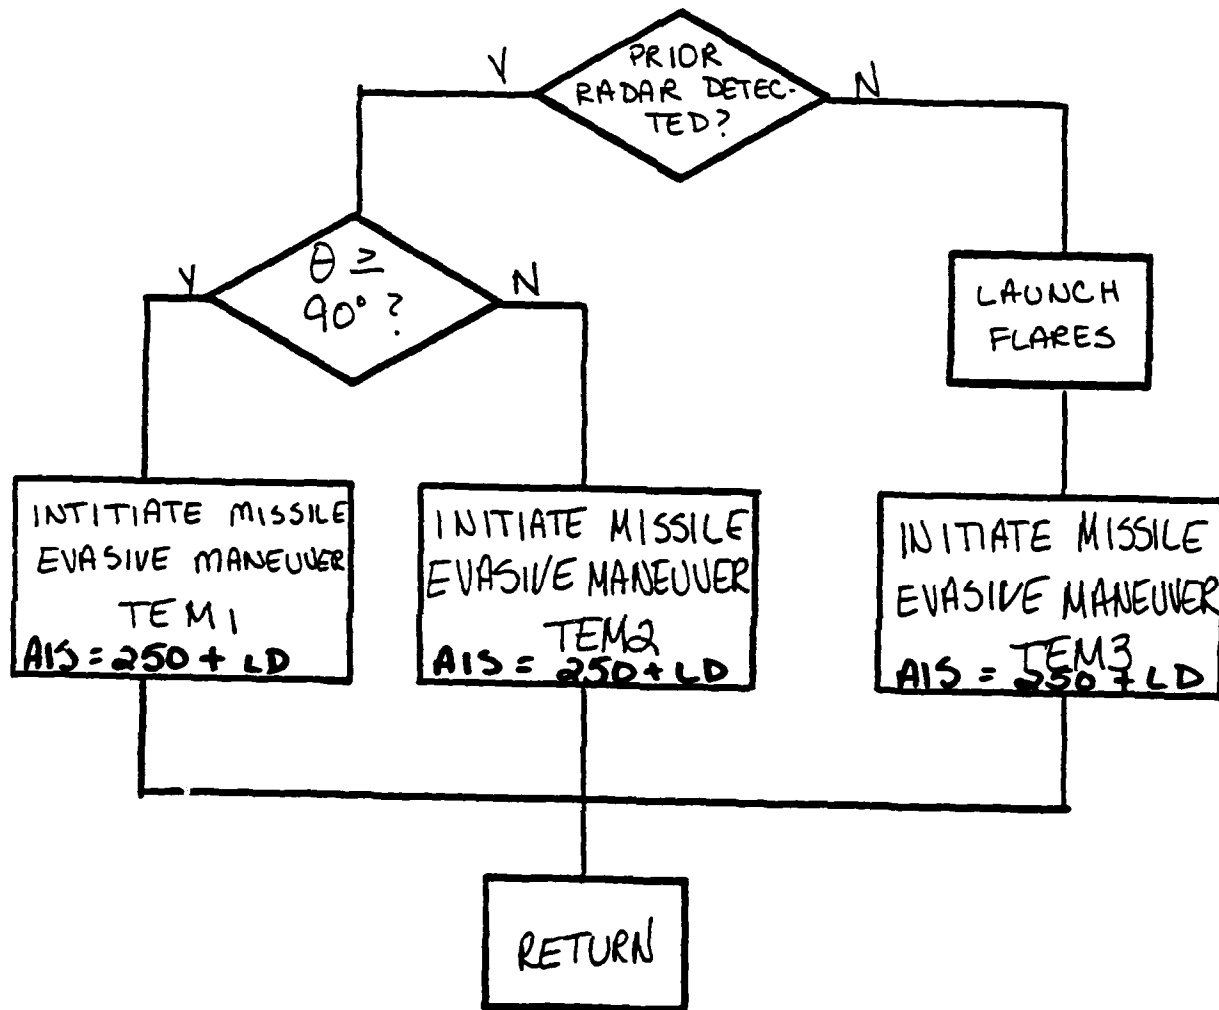 PRIOR
RADAR DETEC-
TED?
Y
N
θ ≥
90° ?
Y
N
LAUNCH
FLARES
INTITIATE MISSILE
EVASIVE MANEUVER
TEM1
AIS = 250 + LD
INITIATE MISSILE
EVASIVE MANEUVER
TEM2
AIS = 250 + LD
INITIATE MISSILE
EVASIVE MANEUVER
TEM3
AIS = 250 + LD
RETURN